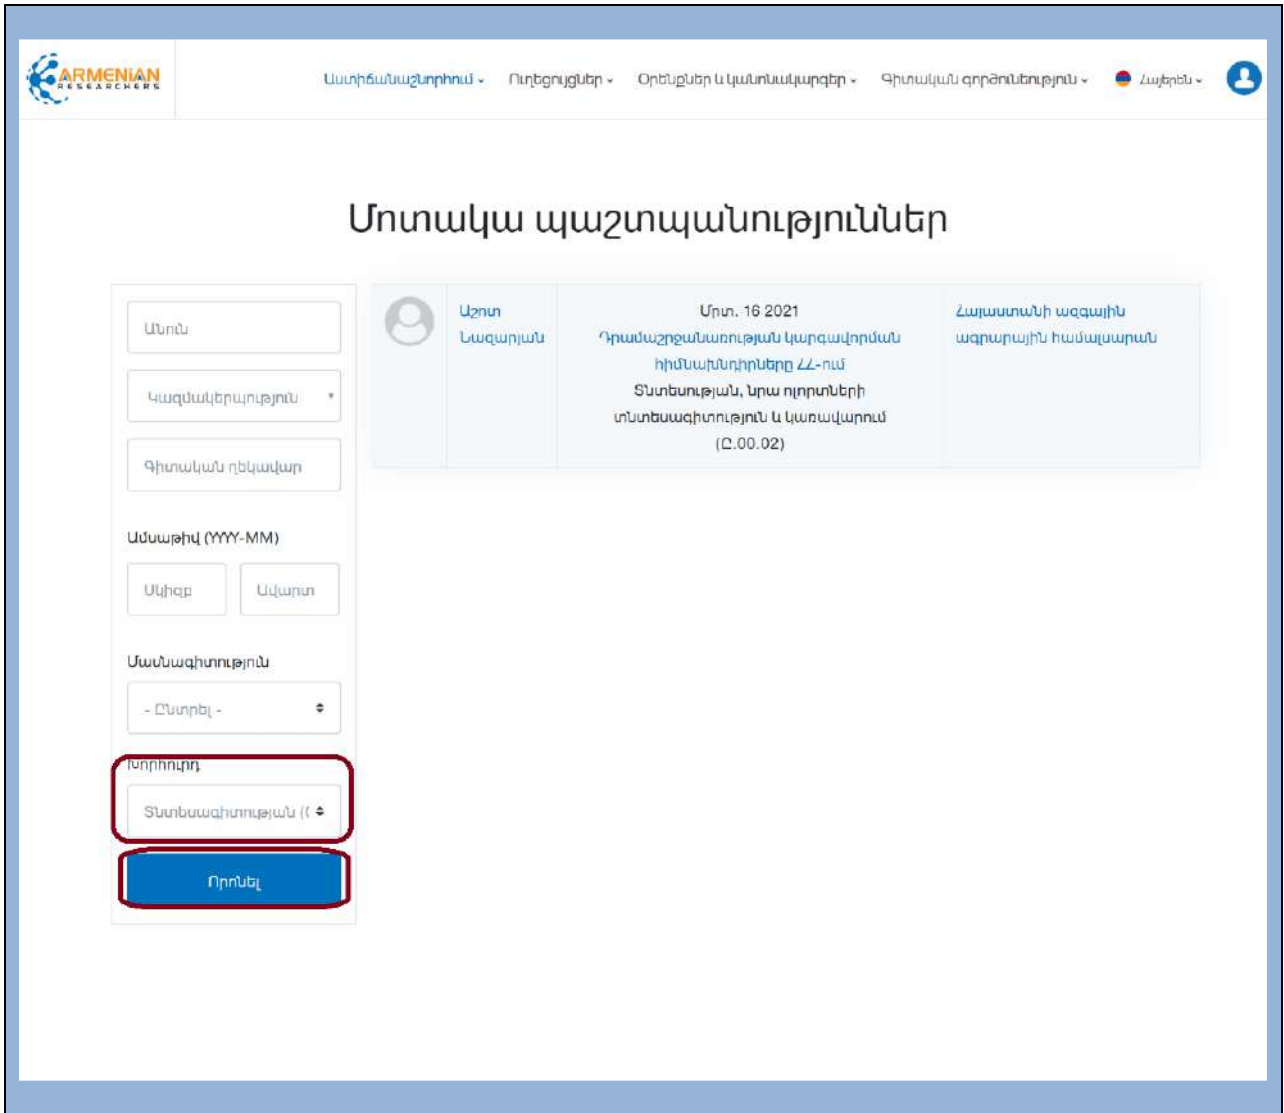 ARMENIAN
RESEARCHERS
Աստիճանաշնորհում
Ուղեցույցներ
Օրենքներ և կանոնակարգեր
Գիտական գործունեություն
Հայերեն
Մոտակա պաշտպանություններ
Անուն
Կազմակերպություն
Գիտական ղեկավար
Ամսաթիվ (YYYY-MM)
Սկիզբ
Ավարտ
Մասնագիտություն
- Ընտրել -
Խորհուրդ
Տնտեսագիտության (
Որոնել
Աշոտ
Նազարյան
Մրտ. 16 2021
Դրամաշրջանառության կարգավորման
հիմնախնդիրները ՀՀ-ում
Տնտեսության, նրա ոլորտների
տնտեսագիտություն և կառավարում
(Ը.00.02)
Հայաստանի ազգային
ագրարային համալսարան